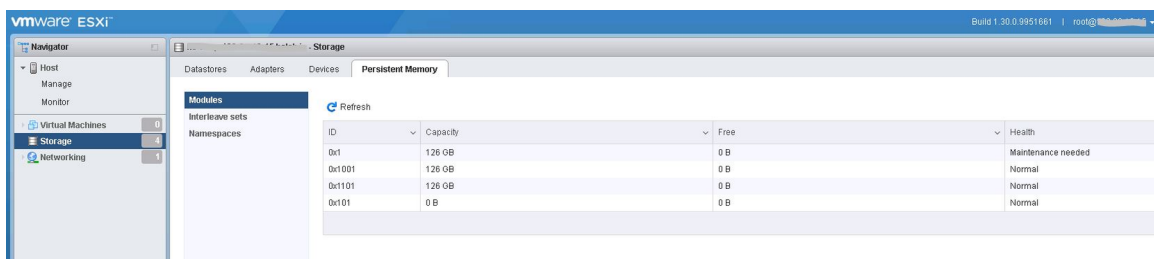 vmware ESXi™
Build 1.30.0.9951661 | root@
Navigator
Storage
Host
Manage
Monitor
Virtual Machines 0
Storage 4
Networking 1
Datastores Adapters Devices Persistent Memory
Modules
Interleave sets
Namespaces
Refresh
ID Capacity Free Health
0x1 126 GB 0 B Maintenance needed
0x1001 126 GB 0 B Normal
0x1101 126 GB 0 B Normal
0x101 0 B 0 B Normal